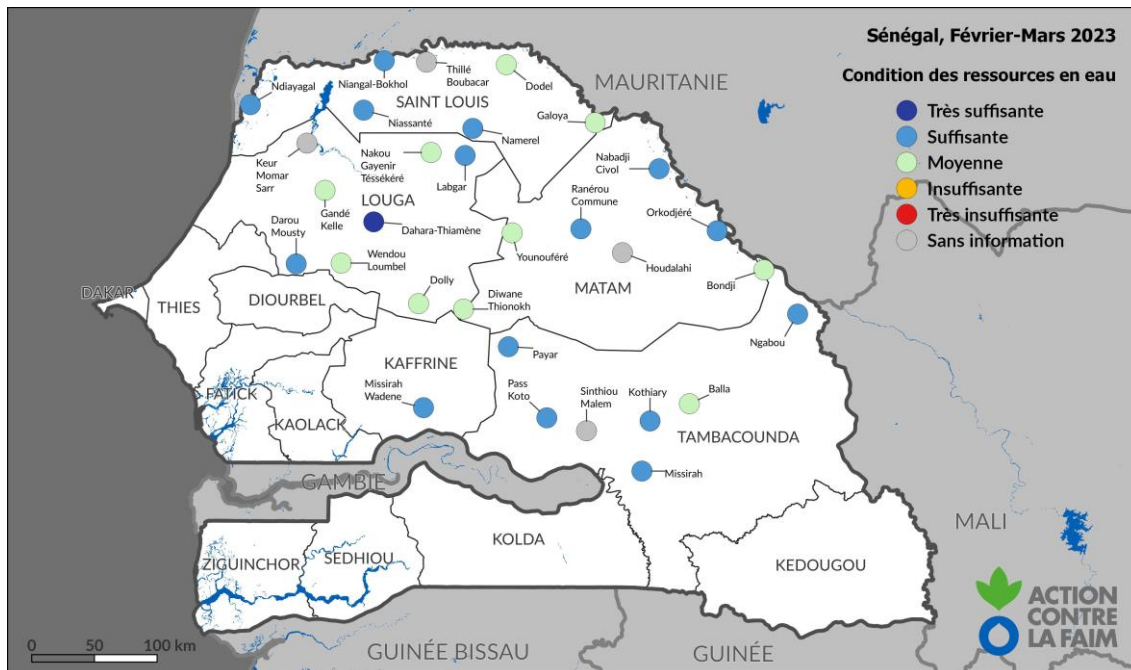 Sénégal, Février-Mars 2023
Condition des ressources en eau
Très suffisante
Suffisante
Moyenne
Insuffisante
Très insuffisante
Sans information
MAURITANIE
Ndiayagal
Niangal-Bokhol
Thillé
Boubacar
Dodel
SAINT LOUIS
Niassanté
Galoya
Namerel
Keur
Momar
Sarr
Nakou
Gayenir
Téssékéré
Labgar
Nabadji
Civol
Gandé
Kelle
LOUGA
Ranérou
Commune
Orkodjéré
Darou
Mousty
Dahara-Thiamène
Younouféré
Houdalahi
Wendou
Loumbel
Bondji
DAKAR
THIES
DIOURBEL
Dolly
Diwane
Thionokh
MATAM
Ngabou
Payar
KAFFRINE
FATICK
Missirah
Wadene
Pass
Koto
Sinthiou
Malem
Kothiary
Balla
KAOLACK
TAMBACOUNDA
Missirah
GAMBIE
MALI
ZIGUINCHOR
SEDHIOU
KOLDA
KEDOUGOU
GUINÉE BISSAU
GUINÉE
0 50 100 km
ACTION
CONTRE
LA FAIM